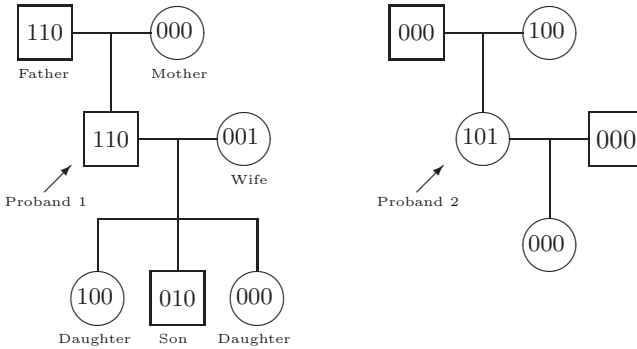 110 000 000 100
Father Mother
110 001 101 000
Wife
Proband 1 Proband 2
000
100 010 000
Daughter Son Daughter